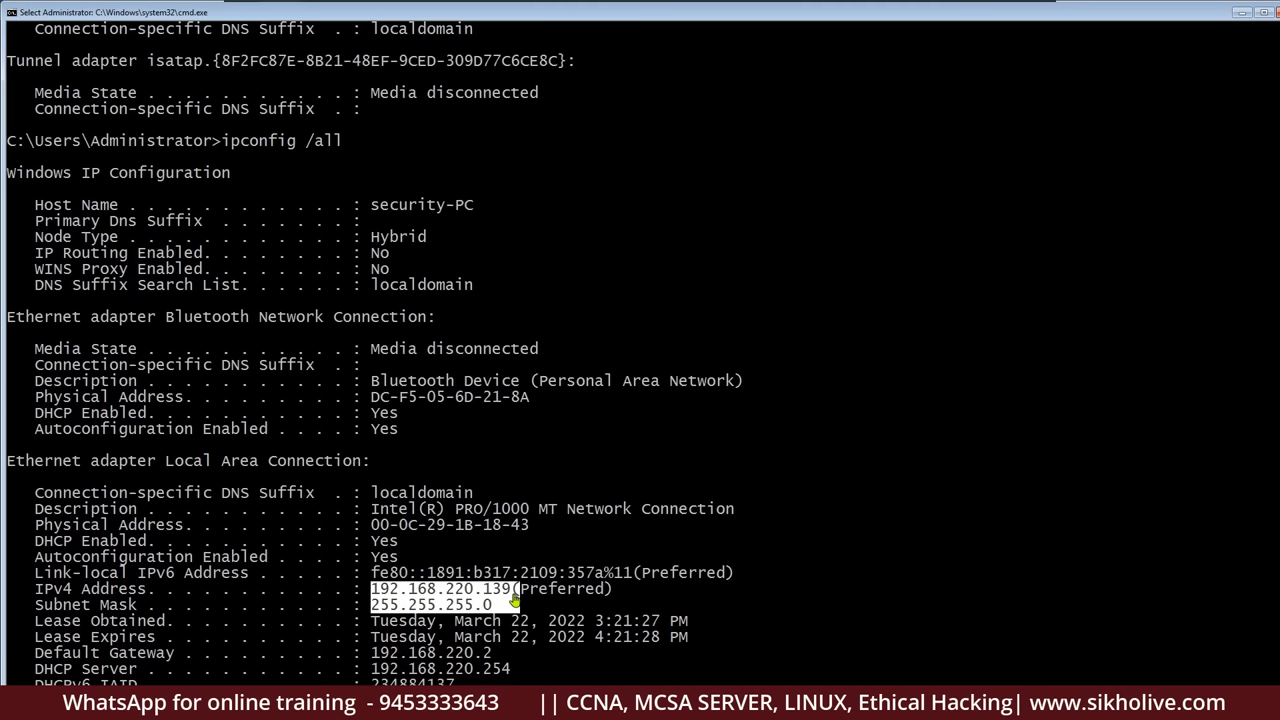 Select Administrator: C:\Windows\system32\cmd.exe
Connection-specific DNS Suffix . : localdomain
Tunnel adapter isatap.{8F2FC87E-8B21-48EF-9CED-309D77C6CE8C}:
Media State . . . . . . . . . . . : Media disconnected
Connection-specific DNS Suffix . :
C:\Users\Administrator>ipconfig /all
Windows IP Configuration
Host Name . . . . . . . . . . . . : security-PC
Primary Dns Suffix . . . . . . . :
Node Type . . . . . . . . . . . . : Hybrid
IP Routing Enabled. . . . . . . . : No
WINS Proxy Enabled. . . . . . . . : No
DNS Suffix Search List. . . . . . : localdomain
Ethernet adapter Bluetooth Network Connection:
Media State . . . . . . . . . . . : Media disconnected
Connection-specific DNS Suffix . :
Description . . . . . . . . . . . : Bluetooth Device (Personal Area Network)
Physical Address. . . . . . . . . : DC-F5-05-6D-21-8A
DHCP Enabled. . . . . . . . . . . : Yes
Autoconfiguration Enabled . . . . : Yes
Ethernet adapter Local Area Connection:
Connection-specific DNS Suffix . : localdomain
Description . . . . . . . . . . . : Intel(R) PRO/1000 MT Network Connection
Physical Address. . . . . . . . . : 00-0C-29-1B-18-43
DHCP Enabled. . . . . . . . . . . : Yes
Autoconfiguration Enabled . . . . : Yes
Link-local IPv6 Address . . . . . : fe80::1891:b317:2109:357a%11(Preferred)
IPv4 Address. . . . . . . . . . . : 192.168.220.139(Preferred)
Subnet Mask . . . . . . . . . . . : 255.255.255.0
Lease Obtained. . . . . . . . . . : Tuesday, March 22, 2022 3:21:27 PM
Lease Expires . . . . . . . . . . : Tuesday, March 22, 2022 4:21:28 PM
Default Gateway . . . . . . . . . : 192.168.220.2
DHCP Server . . . . . . . . . . . : 192.168.220.254
DHCPv6 IAID . . . . . . . . . . . : 234884137
WhatsApp for online training - 9453333643 || CCNA, MCSA SERVER, LINUX, Ethical Hacking| www.sikholive.com